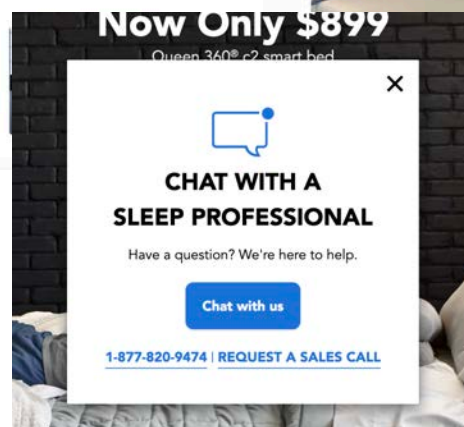 Now Only $899
Queen 360® c2 smart bed
CHAT WITH A
SLEEP PROFESSIONAL
Have a question? We're here to help.
Chat with us
1-877-820-9474 | REQUEST A SALES CALL